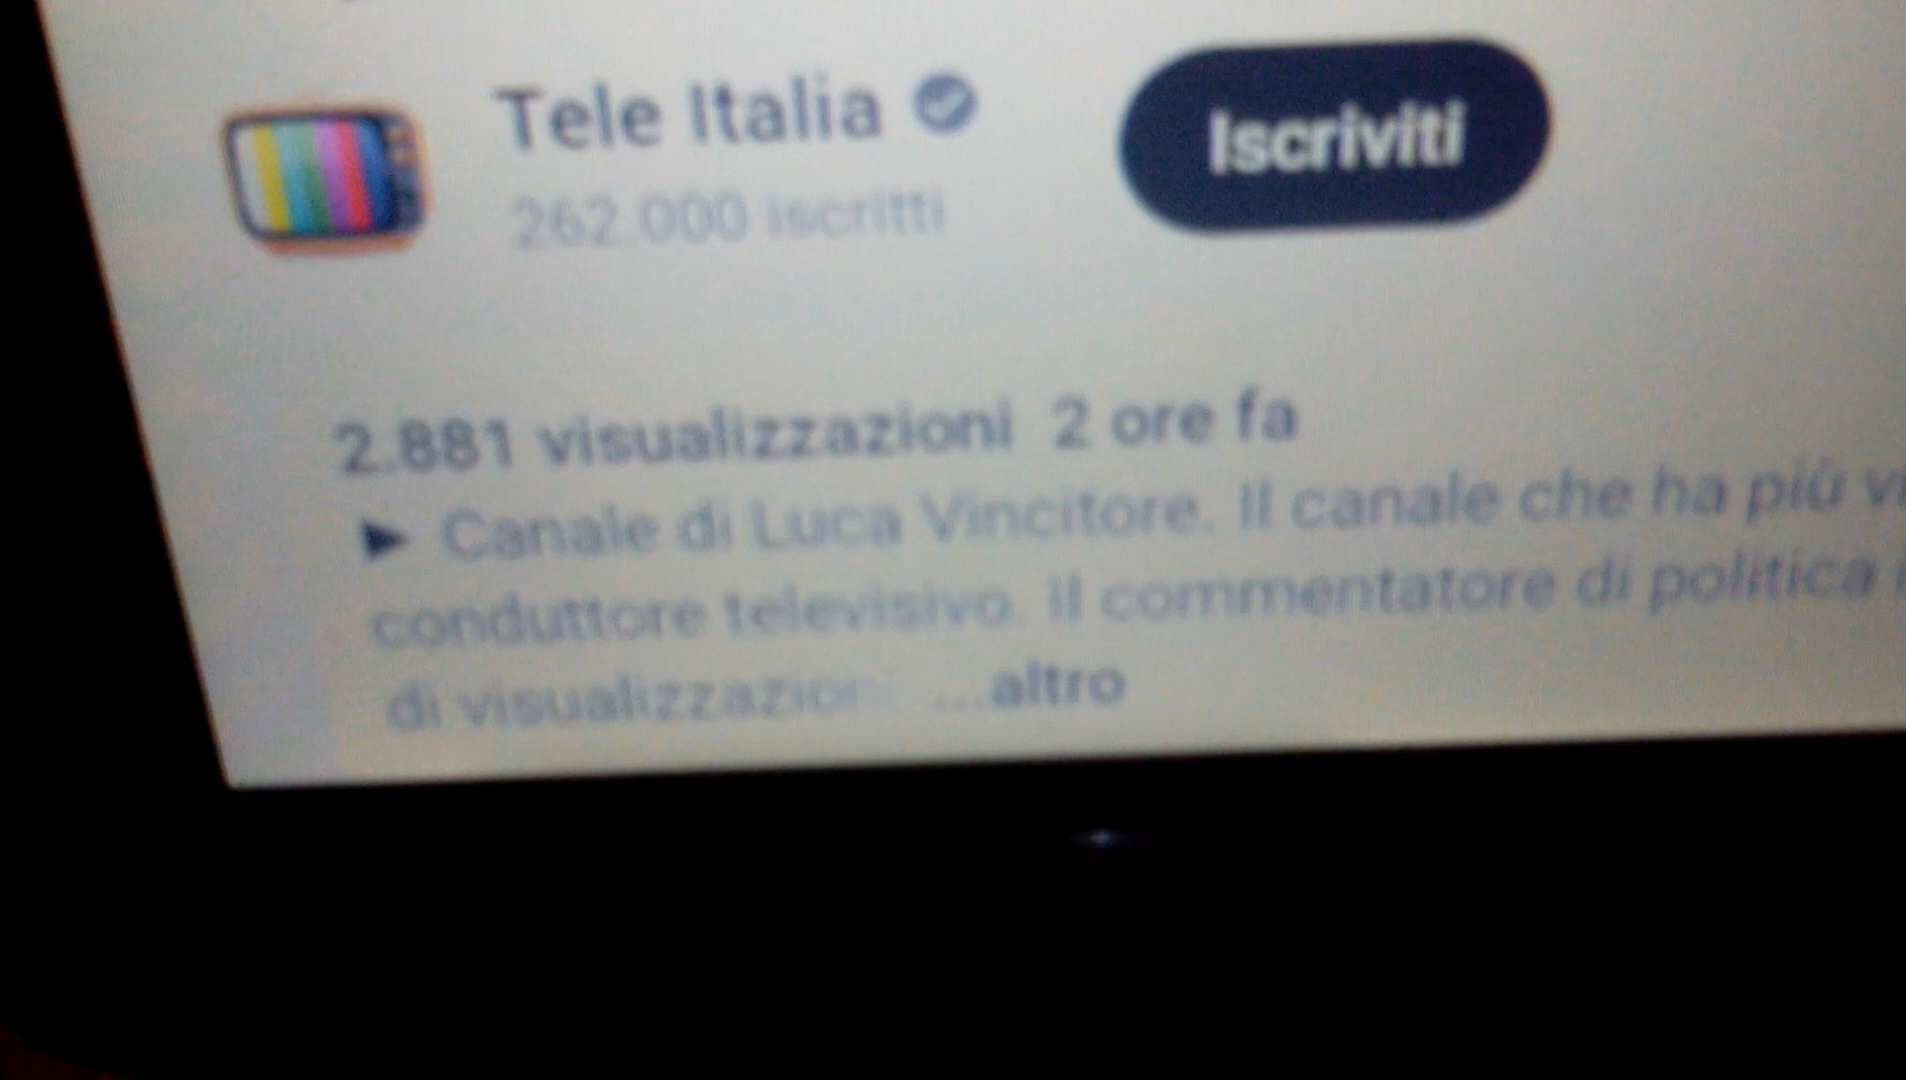 Tele Italia
Iscriviti
262.000 iscritti
2.881 visualizzazioni 2 ore fa
► Canale di Luca Vincitore. Il canale che ha più
conduttore televisivo. Il commentatore di politica
di visualizzazioni ...altro